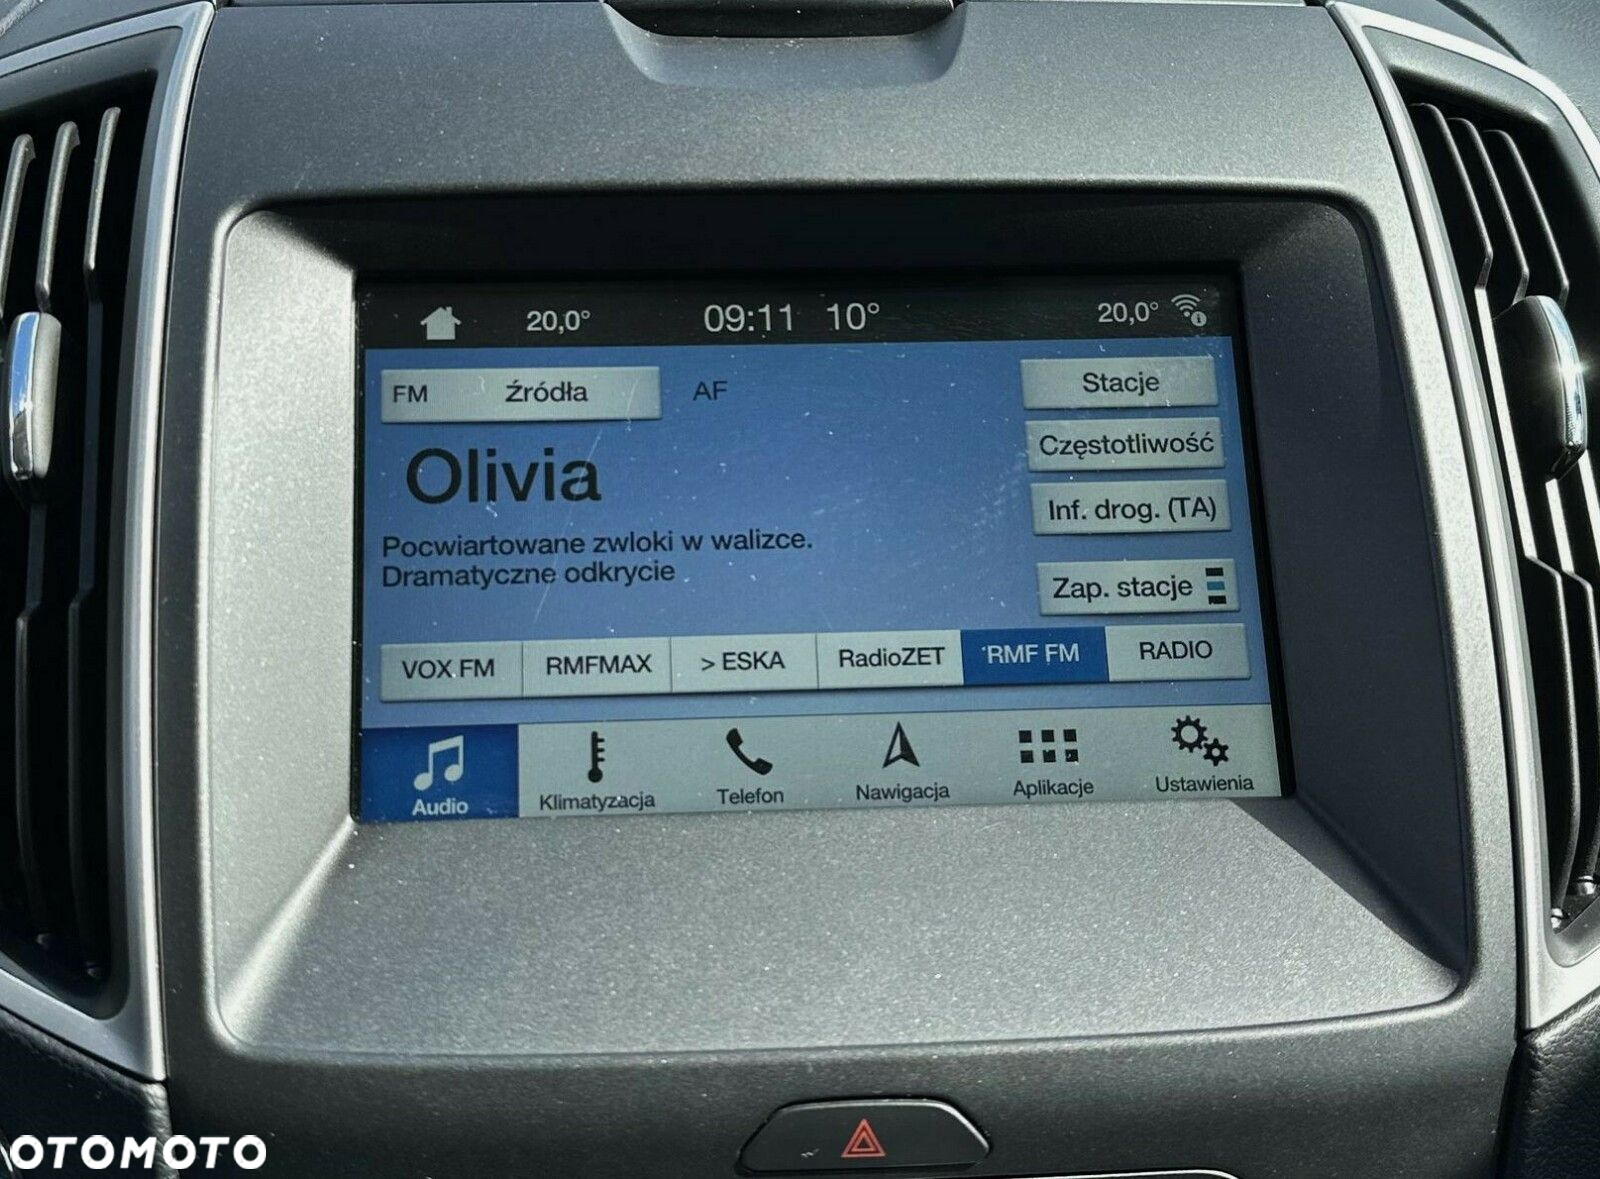 20,0° 09:11 10° 20,0°
FM Źródła AF Stacje
Częstotliwość
Olivia
Inf. drog. (TA)
Pocwiartowane zwloki w walizce.
Dramatyczne odkrycie
Zap. stacje
VOX FM RMFMAX > ESKA RadioZET *RMF FM RADIO
Audio Klimatyzacja Telefon Nawigacja Aplikacje Ustawienia
OTOMOTO